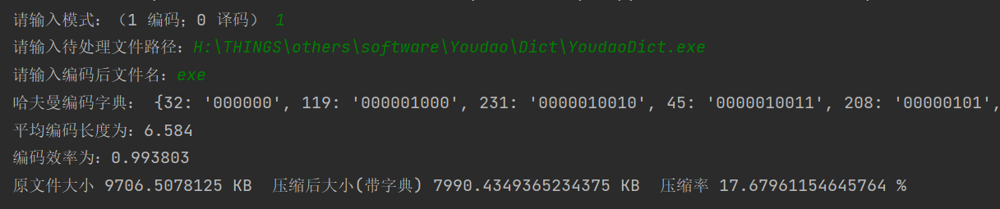 请输入模式：（1 编码；0 译码） 1
请输入待处理文件路径：H:\THINGS\others\software\Youdao\Dict\YoudaoDict.exe
请输入编码后文件名：exe
哈夫曼编码字典： {32: '000000', 119: '000001000', 231: '0000010010', 45: '0000010011', 208: '00000101',
平均编码长度为：6.584
编码效率为：0.993803
原文件大小 9706.5078125 KB  压缩后大小(带字典) 7990.4349365234375 KB  压缩率 17.67961154645764 %